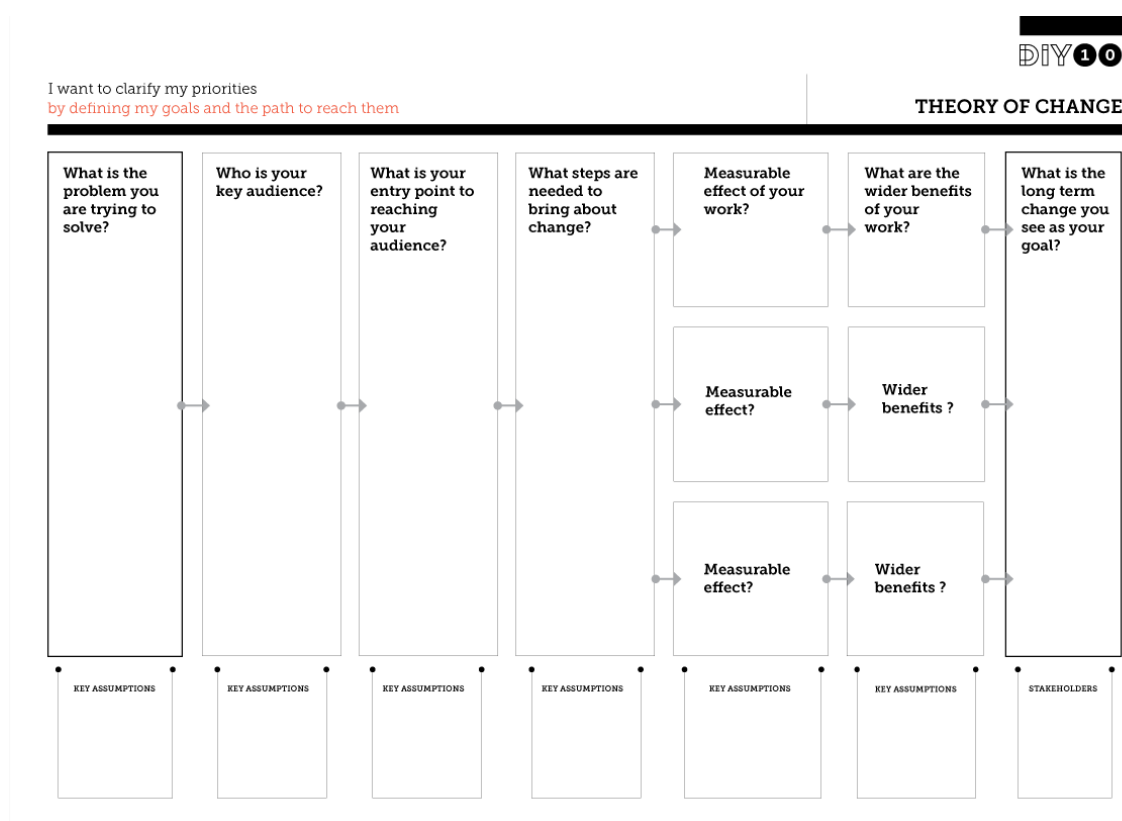 DIY10
I want to clarify my priorities
by defining my goals and the path to reach them
THEORY OF CHANGE
What is the
problem you
are trying to
solve?
Who is your
key audience?
What is your
entry point to
reaching
your
audience?
What steps are
needed to
bring about
change?
Measurable
effect of your
work?
What are the
wider benefits
of your
work?
What is the
long term
change you
see as your
goal?
Measurable
effect?
Wider
benefits ?
Measurable
effect?
Wider
benefits ?
KEY ASSUMPTIONS
KEY ASSUMPTIONS
KEY ASSUMPTIONS
KEY ASSUMPTIONS
KEY ASSUMPTIONS
KEY ASSUMPTIONS
STAKEHOLDERS